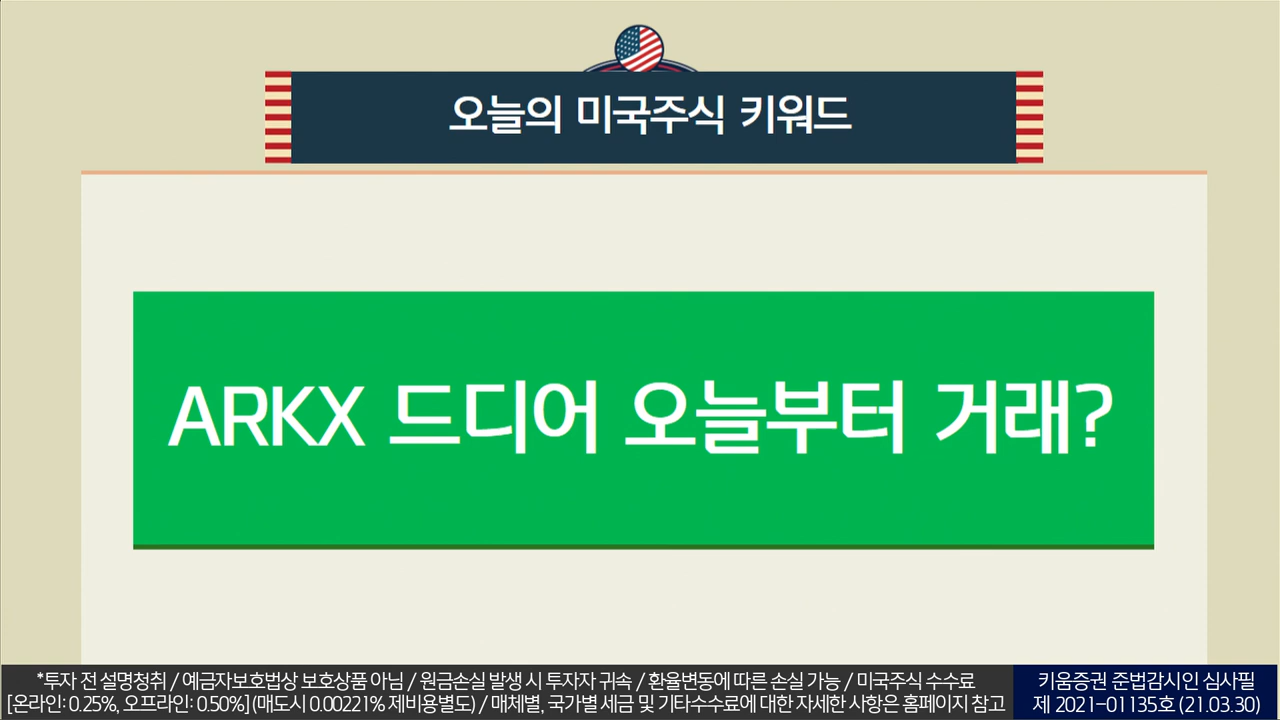 오늘의 미국주식 키워드
ARKX 드디어 오늘부터 거래?
*투자 전 설명청취 / 예금자보호법상 보호상품 아님 / 원금손실 발생 시 투자자 귀속 / 환율변동에 따른 손실 가능 / 미국주식 수수료
[온라인: 0.25%, 오프라인: 0.50%] (매도시 0.00221% 제비용별도) / 매체별, 국가별 세금 및 기타수수료에 대한 자세한 사항은 홈페이지 참고
키움증권 준법감시인 심사필
제 2021-01135호 (21.03.30)